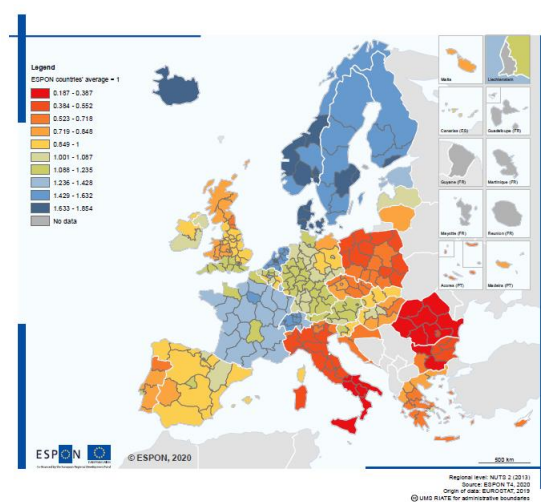 Legend
ESPON countries' average = 1
0.187 - 0.387
0.384 - 0.552
0.523 - 0.718
0.719 - 0.848
0.849 - 1
1.001 - 1.087
1.088 - 1.235
1.236 - 1.428
1.429 - 1.632
1.633 - 1.854
No data
Malta
Liechtenstein
Canarias (ES)
Guadeloupe (FR)
Guyane (FR)
Martinique (FR)
Mayotte (FR)
Réunion (FR)
Acores (PT)
Madeira (PT)
ESPON
© ESPON, 2020
500 km
Regional level: NUTS 2 (2013)
Source: ESPON T4, 2020
Origin of data: EUROSTAT, 2019
© UMS RIATE for administrative boundaries